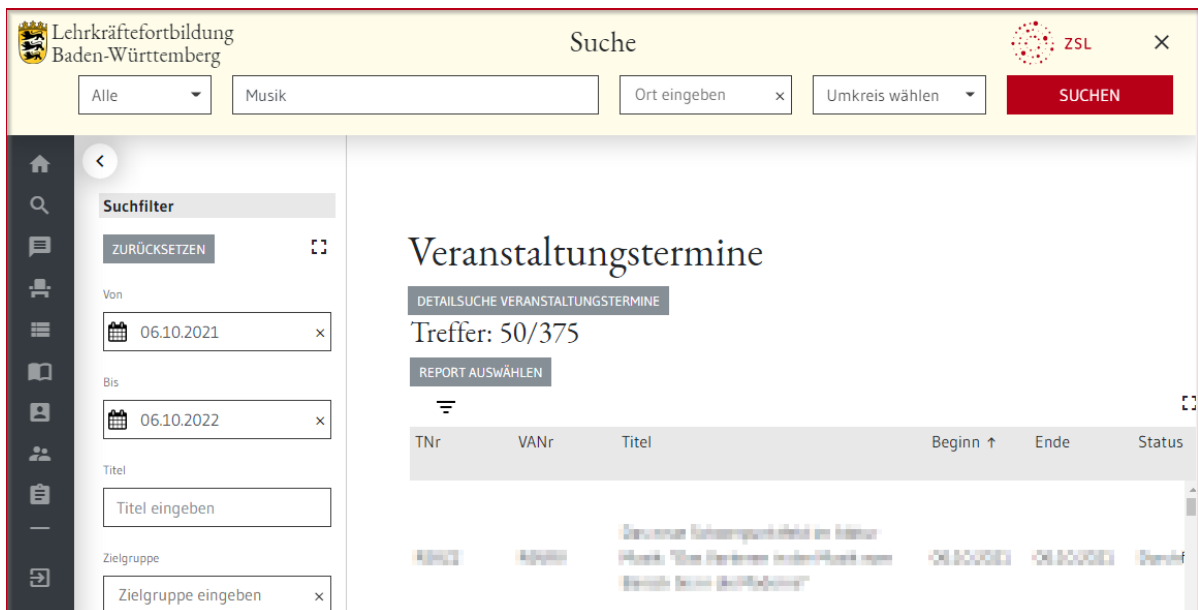 Lehrkräftefortbildung
Baden-Württemberg
Suche
ZSL
Alle
Musik
Ort eingeben
Umkreis wählen
SUCHEN
Suchfilter
ZURÜCKSETZEN
Von
06.10.2021
Bis
06.10.2022
Titel
Titel eingeben
Zielgruppe
Zielgruppe eingeben
Veranstaltungstermine
DETAILSUCHE VERANSTALTUNGSTERMINE
Treffer: 50/375
REPORT AUSWÄHLEN
TNr VANr Titel Beginn ↑ Ende Status